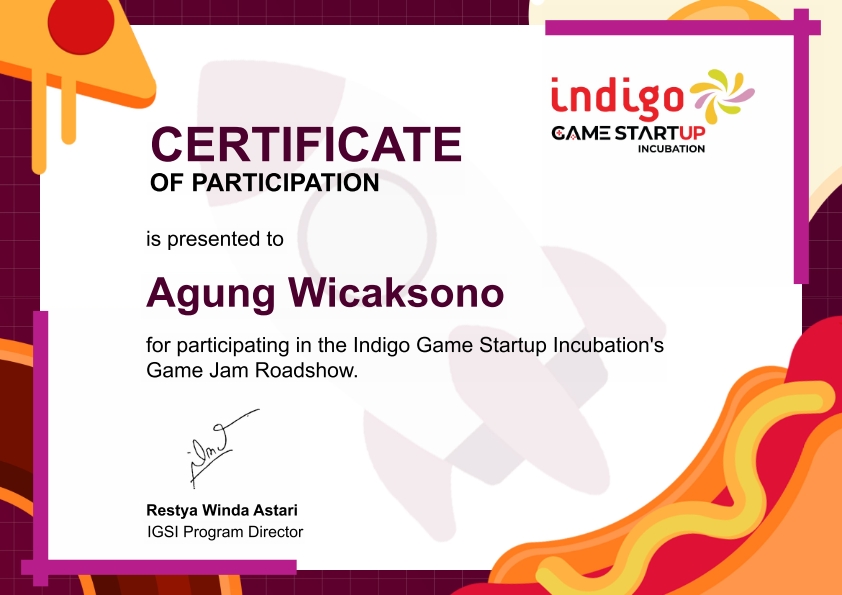 indigo
GAME STARTUP
INCUBATION
CERTIFICATE
OF PARTICIPATION
is presented to
Agung Wicaksono
for participating in the Indigo Game Startup Incubation's
Game Jam Roadshow.
Restya Winda Astari
IGSI Program Director